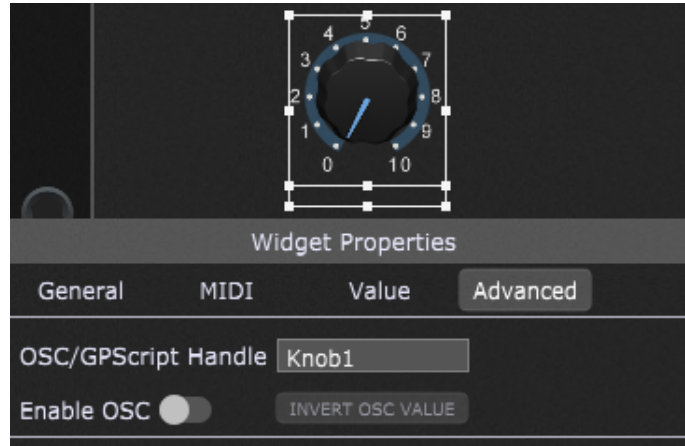 5
4 6
3 7
2 8
1 9
0 10
Widget Properties
General MIDI Value Advanced
OSC/GPScript Handle Knob1
Enable OSC INVERT OSC VALUE